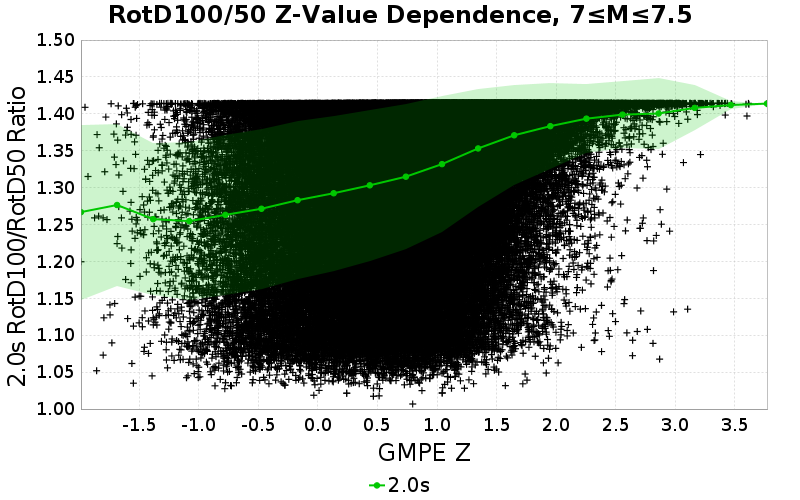 RotD100/50 Z-Value Dependence, 7≤M≤7.5
1.50
1.45
1.40
1.35
1.30
1.25
1.20
1.15
1.10
1.05
1.00
2.0s RotD100/RotD50 Ratio
-1.5 -1.0 -0.5 0.0 0.5 1.0 1.5 2.0 2.5 3.0 3.5
GMPE Z
2.0s